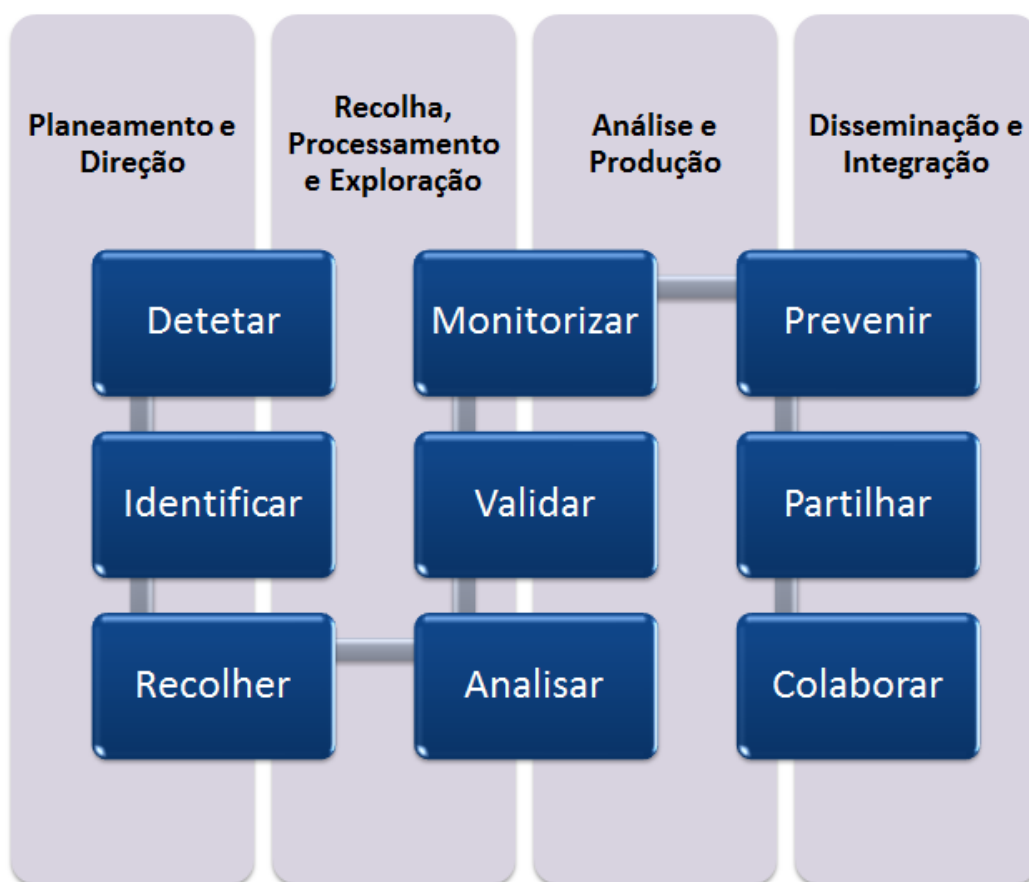 Planeamento e
Direção
Recolha,
Processamento
e Exploração
Análise e
Produção
Disseminação e
Integração
Detetar
Monitorizar
Prevenir
Identificar
Validar
Partilhar
Recolher
Analisar
Colaborar